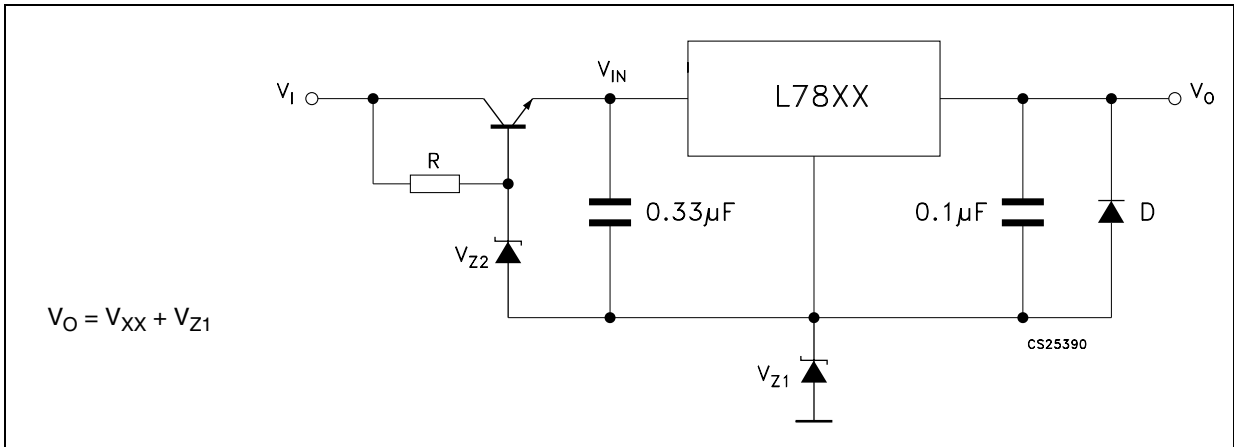 V_IN
V_I
L78XX
V_O
R
0.33µF
0.1µF
D
V_Z2
V_O = V_XX + V_Z1
CS25390
V_Z1